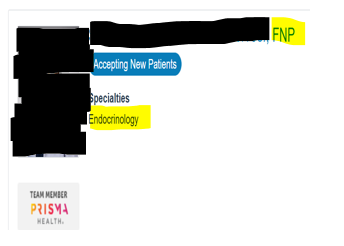 FNP
Accepting New Patients
Specialties
Endocrinology
TEAM MEMBER
PRISMA
HEALTH.